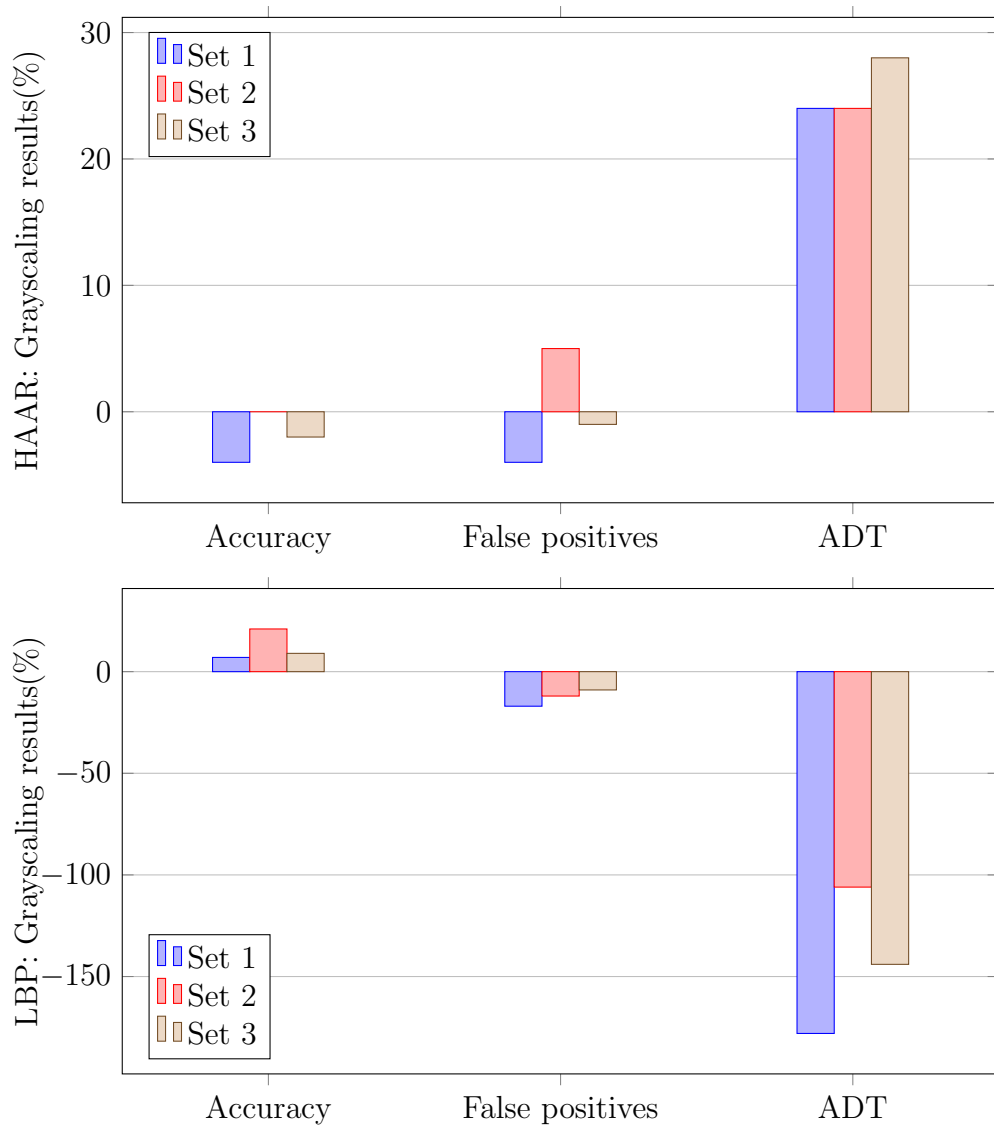 HAAR: Grayscaling results(%)
30
20
10
0
Set 1
Set 2
Set 3
Accuracy False positives ADT
LBP: Grayscaling results(%)
0
−50
−100
−150
Set 1
Set 2
Set 3
Accuracy False positives ADT